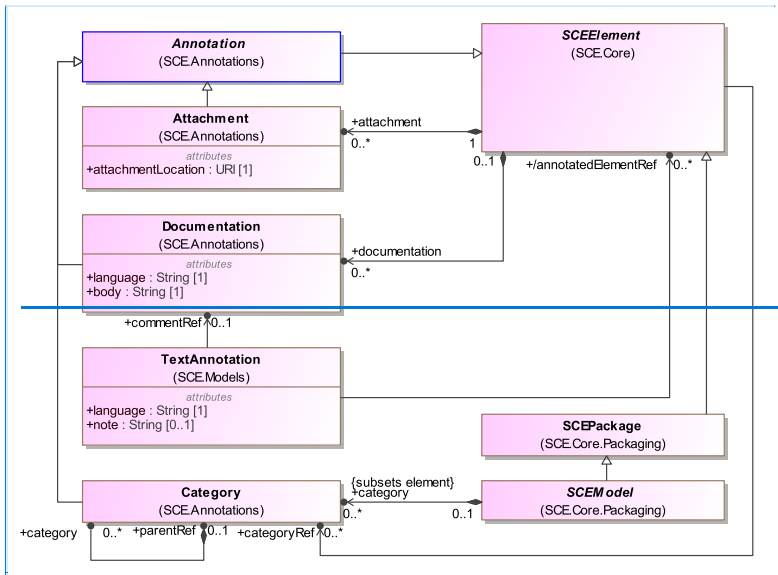 Annotation
(SCE.Annotations)
SCEElement
(SCE.Core)
Attachment
(SCE.Annotations)
attributes
+attachmentLocation : URI [1]
+attachment
0..*
1
0..1
+/annotatedElementRef
0..*
Documentation
(SCE.Annotations)
attributes
+language : String [1]
+body : String [1]
+documentation
0..*
+commentRef
0..1
TextAnnotation
(SCE.Models)
attributes
+language : String [1]
+note : String [0..1]
SCEPackage
(SCE.Core.Packaging)
Category
(SCE.Annotations)
{subsets element}
+category
0..*
0..1
SCEModel
(SCE.Core.Packaging)
+category
0..*
+parentRef
0..1
+categoryRef
0..*